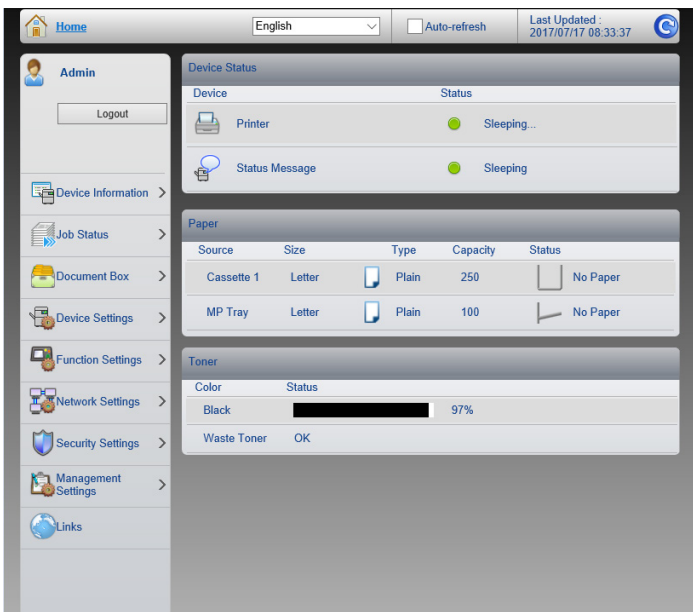 Home
English
Auto-refresh
Last Updated :
2017/07/17 08:33:37
Admin
Logout
Device Information
Job Status
Document Box
Device Settings
Function Settings
Network Settings
Security Settings
Management
Settings
Links
Device Status
Device Status
Printer Sleeping...
Status Message Sleeping
Paper
Source Size Type Capacity Status
Cassette 1 Letter Plain 250 No Paper
MP Tray Letter Plain 100 No Paper
Toner
Color Status
Black 97%
Waste Toner OK